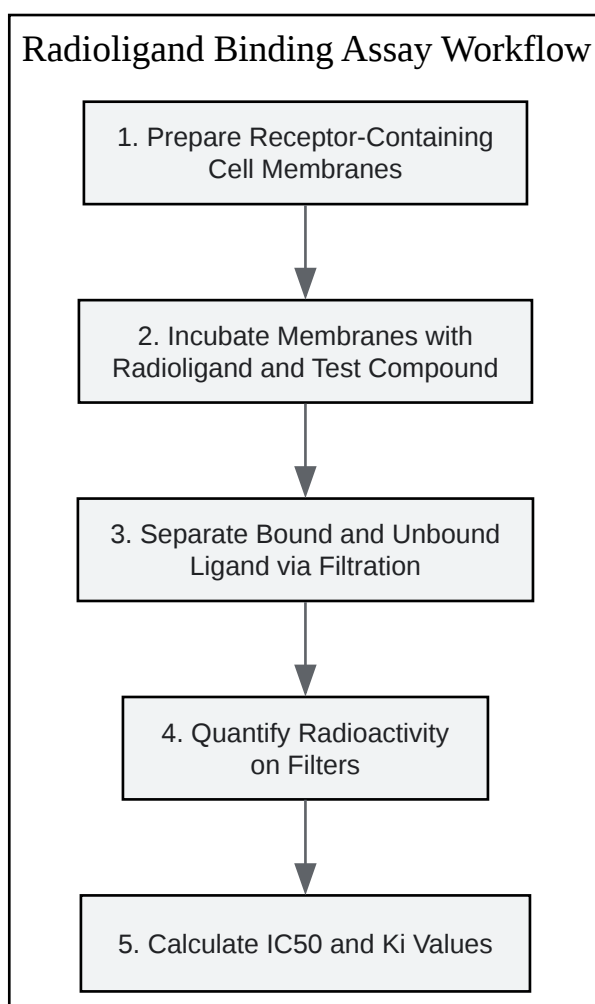 Radioligand Binding Assay Workflow
1. Prepare Receptor-Containing
Cell Membranes
2. Incubate Membranes with
Radioligand and Test Compound
3. Separate Bound and Unbound
Ligand via Filtration
4. Quantify Radioactivity
on Filters
5. Calculate IC50 and Ki Values